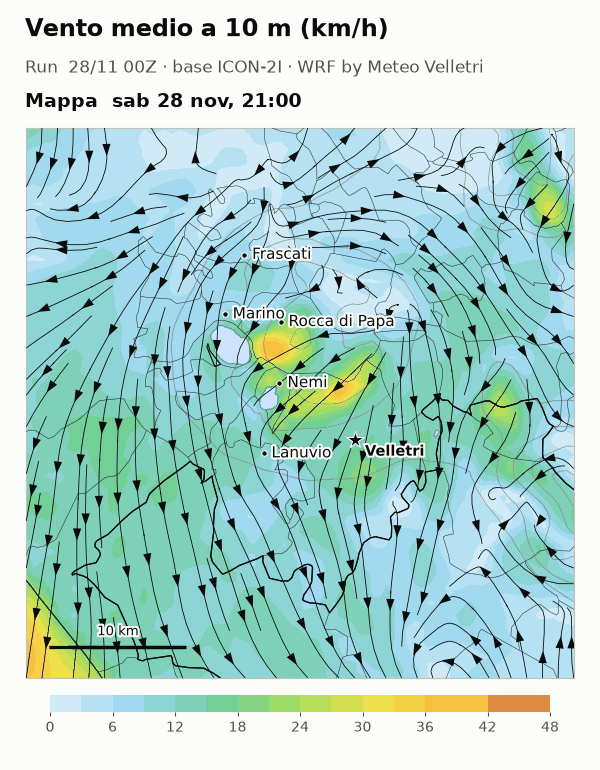 Vento medio a 10 m (km/h)
Run  28/11 00Z · base ICON-2I · WRF by Meteo Velletri
Mappa  sab 28 nov, 21:00
Frascati
Marino
Rocca di Papa
Nemi
Velletri
Lanuvio
10 km
0 6 12 18 24 30 36 42 48